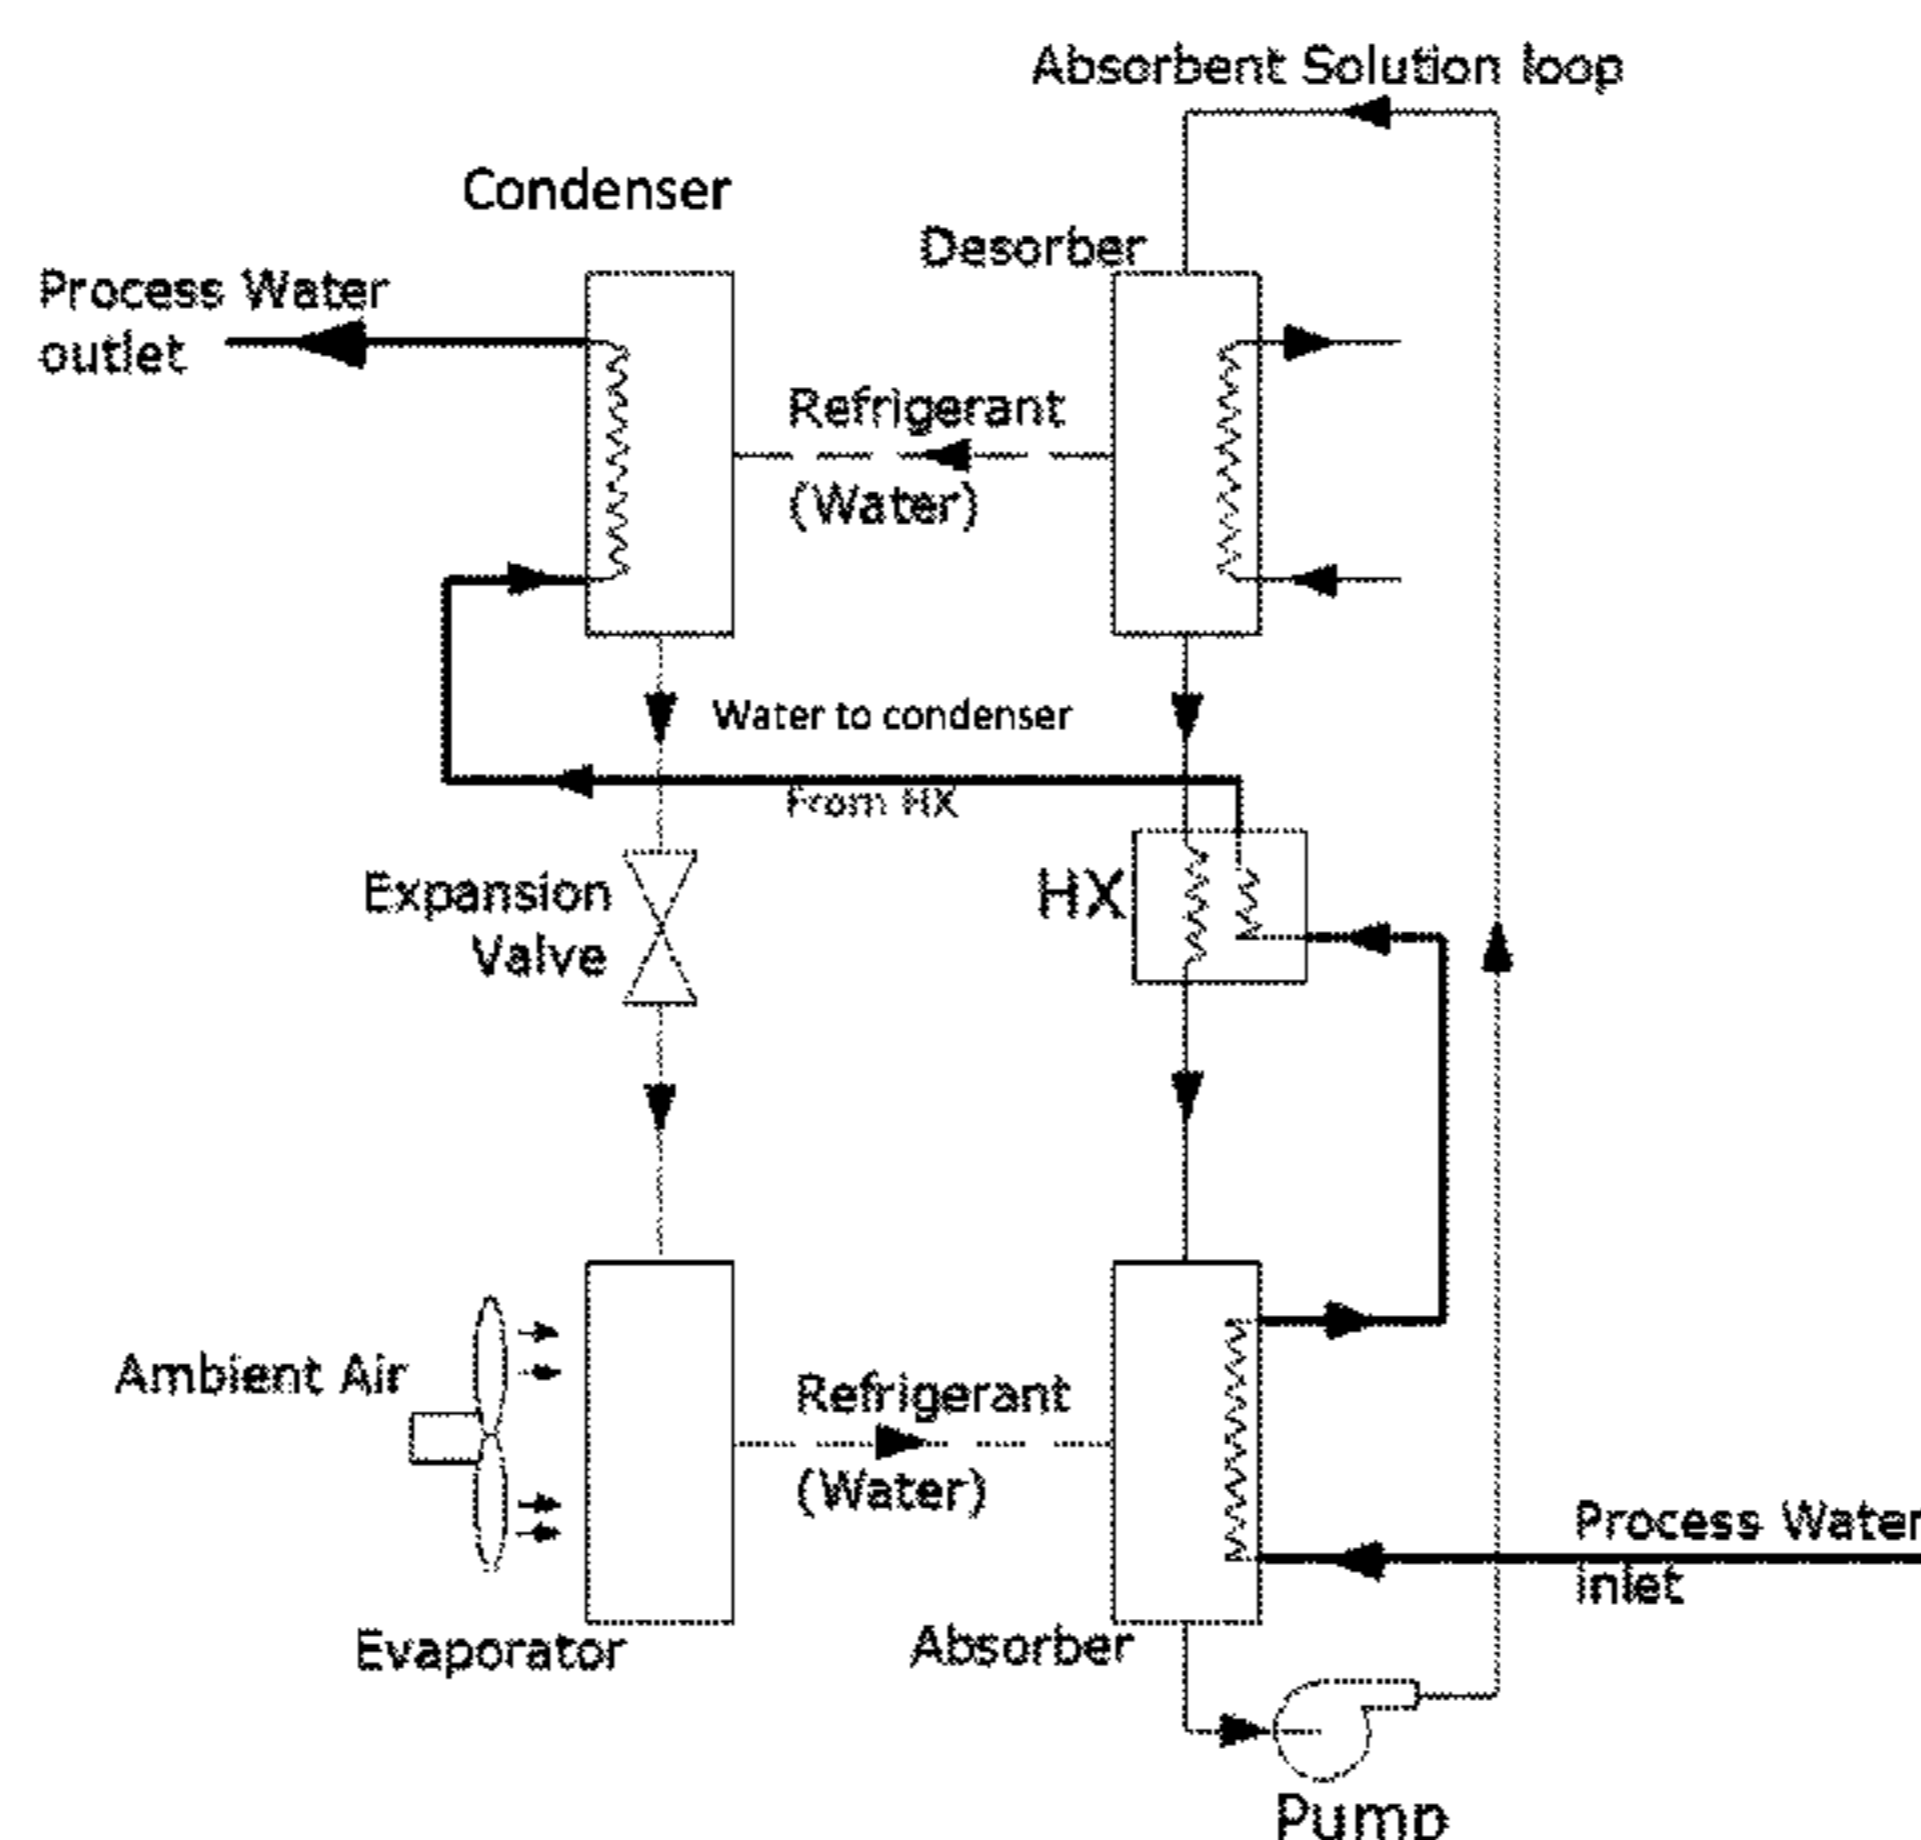 Absorbent Solution loop
Condenser
Desorber
Process Water
outlet
Refrigerant
(Water)
Water to condenser
From HX
HX
Expansion
Valve
Ambient Air
Refrigerant
(Water)
Process Water
inlet
Evaporator
Absorber
Pump